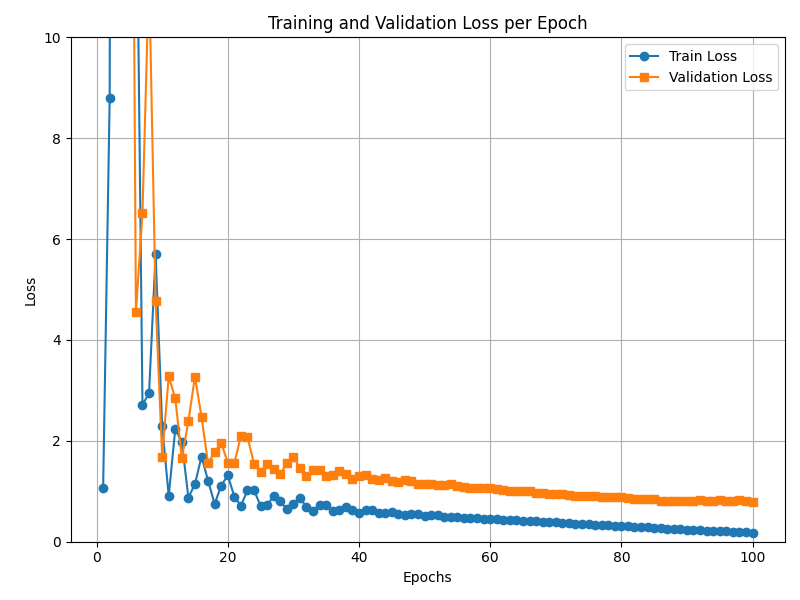 Training and Validation Loss per Epoch
Train Loss
Validation Loss
Loss
10
8
6
4
2
0
0 20 40 60 80 100
Epochs